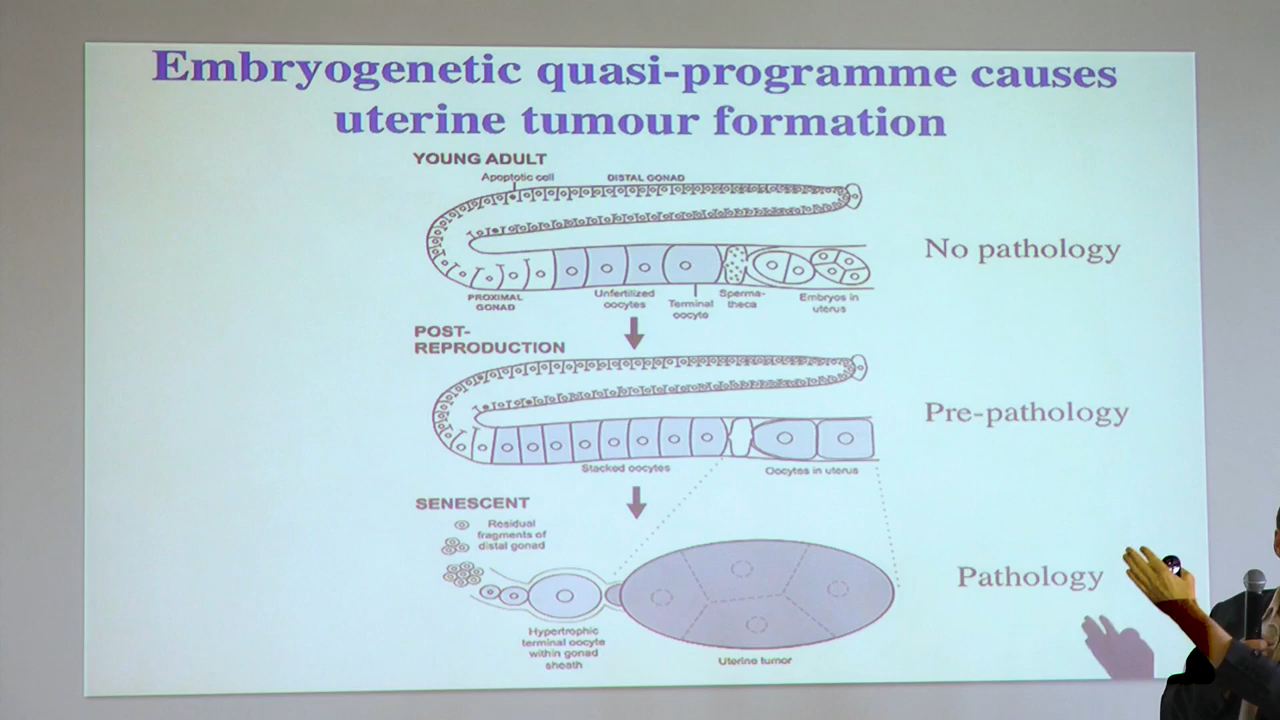 Embryogenetic quasi-programme causes
uterine tumour formation
YOUNG ADULT
Apoptotic cell
DISTAL GONAD
No pathology
PROXIMAL
GONAD
Unfertilized
oocytes
Terminal
oocyte
Sperma-
theca
Embryos in
uterus
POST-
REPRODUCTION
Pre-pathology
Stacked oocytes
Oocytes in uterus
SENESCENT
Residual
fragments of
distal gonad
Pathology
Hypertrophic
terminal oocyte
within gonad
sheath
Uterine tumor